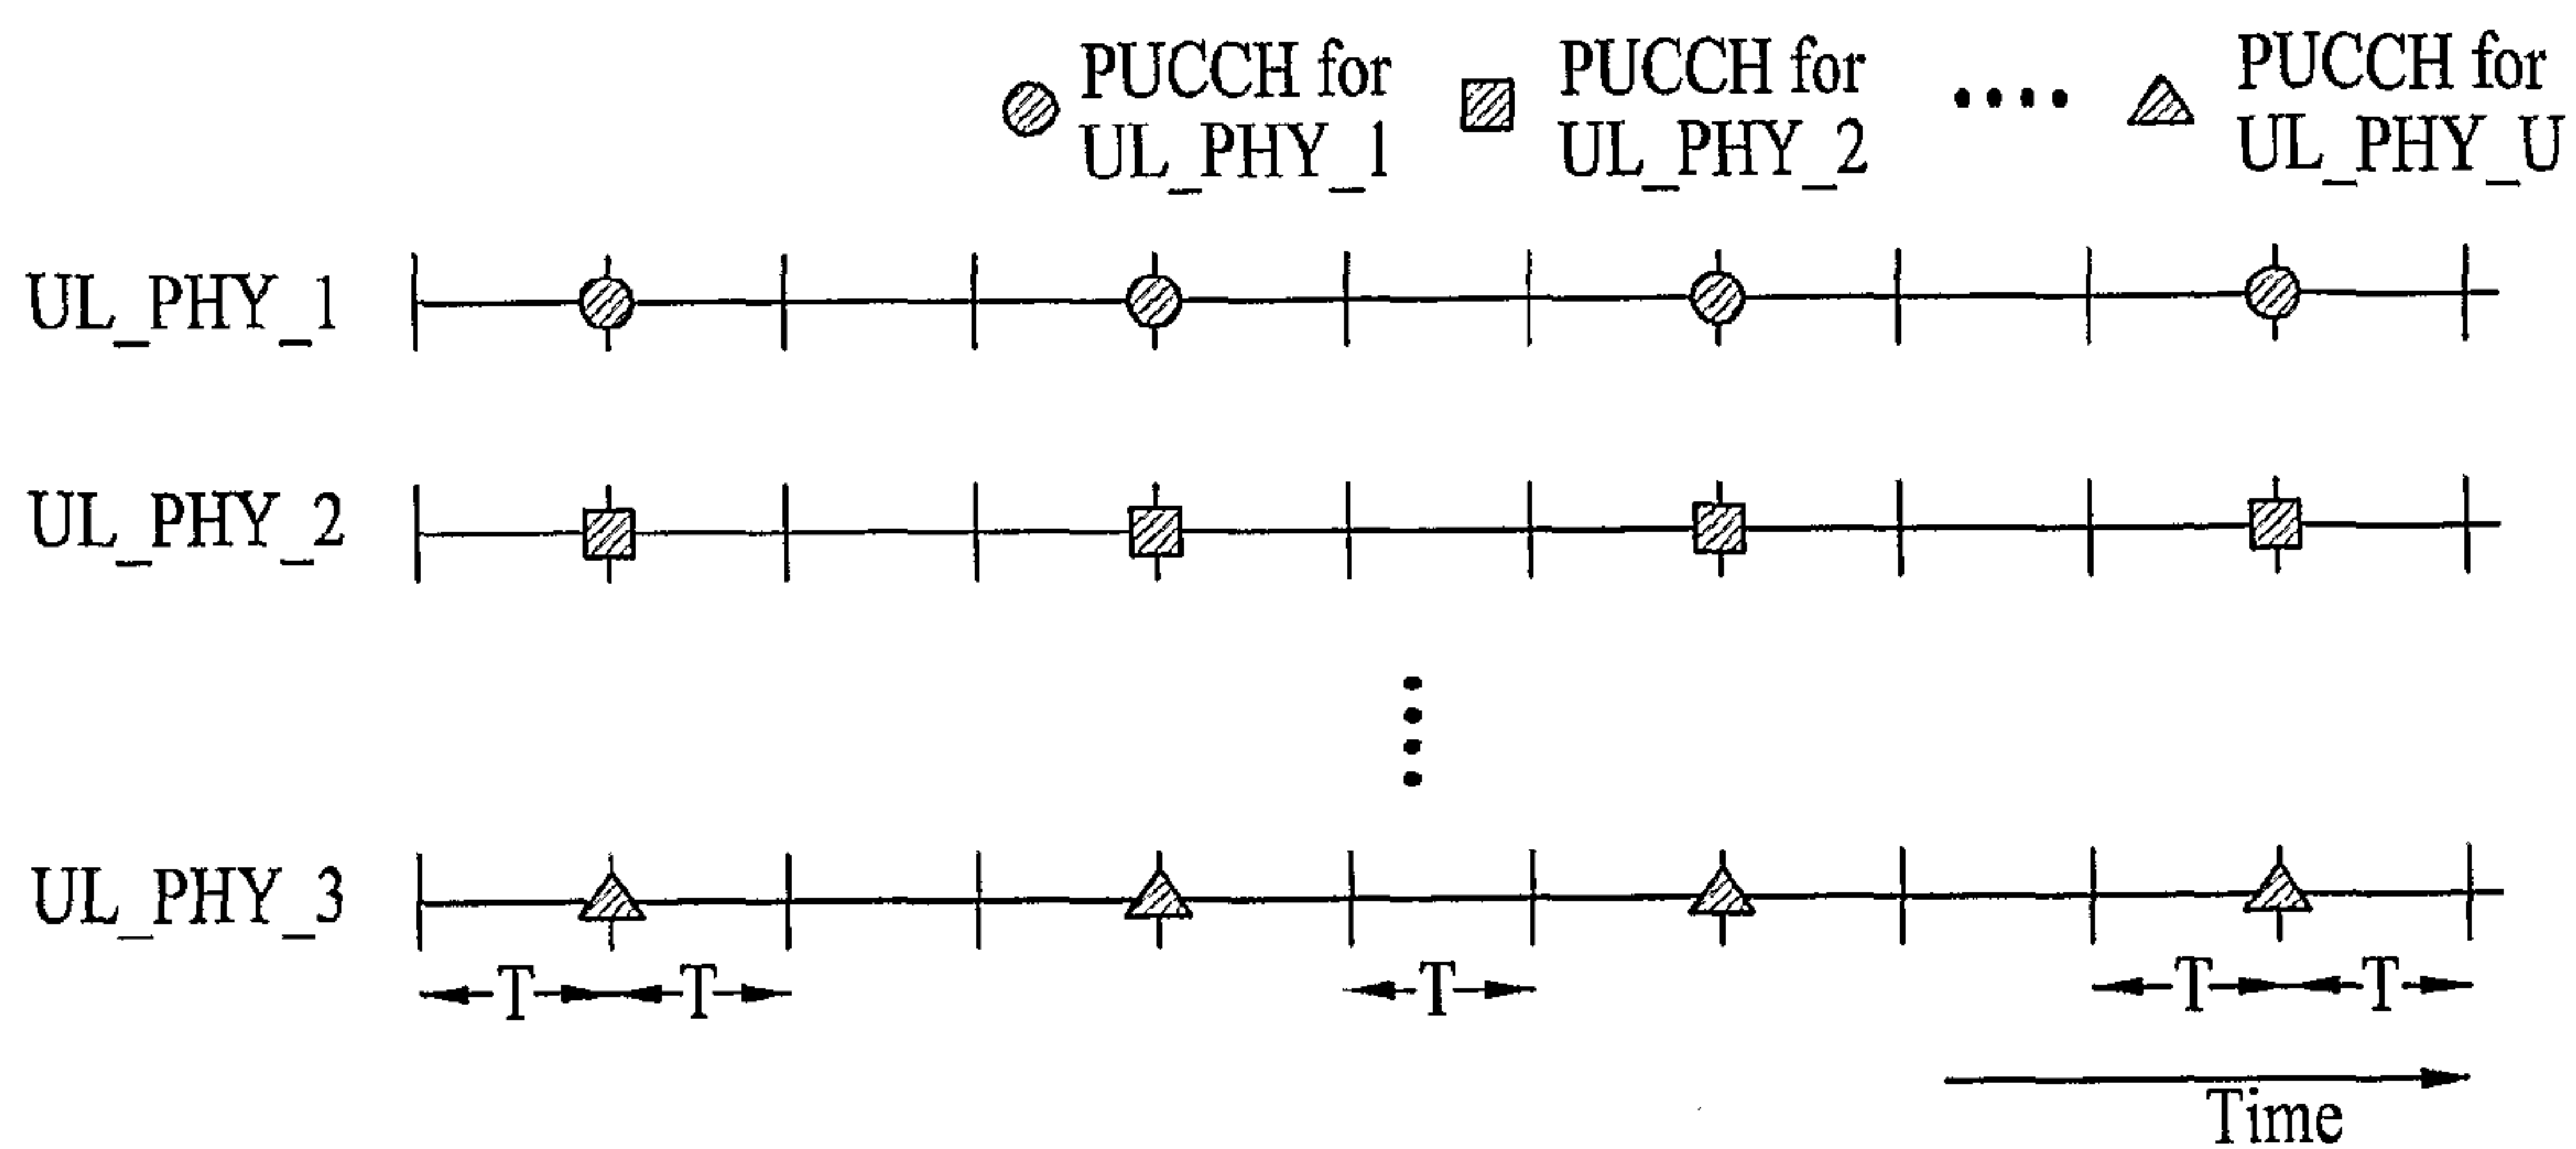 PUCCH for
UL_PHY_1
PUCCH for
UL_PHY_2
PUCCH for
UL_PHY_U
UL_PHY_1
UL_PHY_2
UL_PHY_3
T T T T T
Time